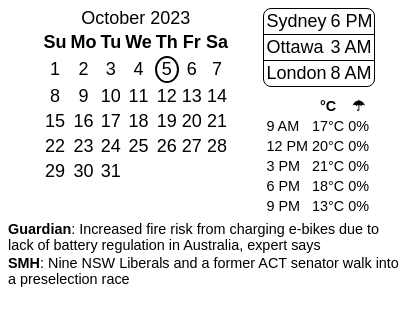 October 2023
Su Mo Tu We Th Fr Sa
1 2 3 4 5 6 7
8 9 10 11 12 13 14
15 16 17 18 19 20 21
22 23 24 25 26 27 28
29 30 31
Sydney 6 PM
Ottawa 3 AM
London 8 AM
°C ☂
9 AM 17°C 0%
12 PM 20°C 0%
3 PM 21°C 0%
6 PM 18°C 0%
9 PM 13°C 0%
Guardian: Increased fire risk from charging e-bikes due to
lack of battery regulation in Australia, expert says
SMH: Nine NSW Liberals and a former ACT senator walk into
a preselection race